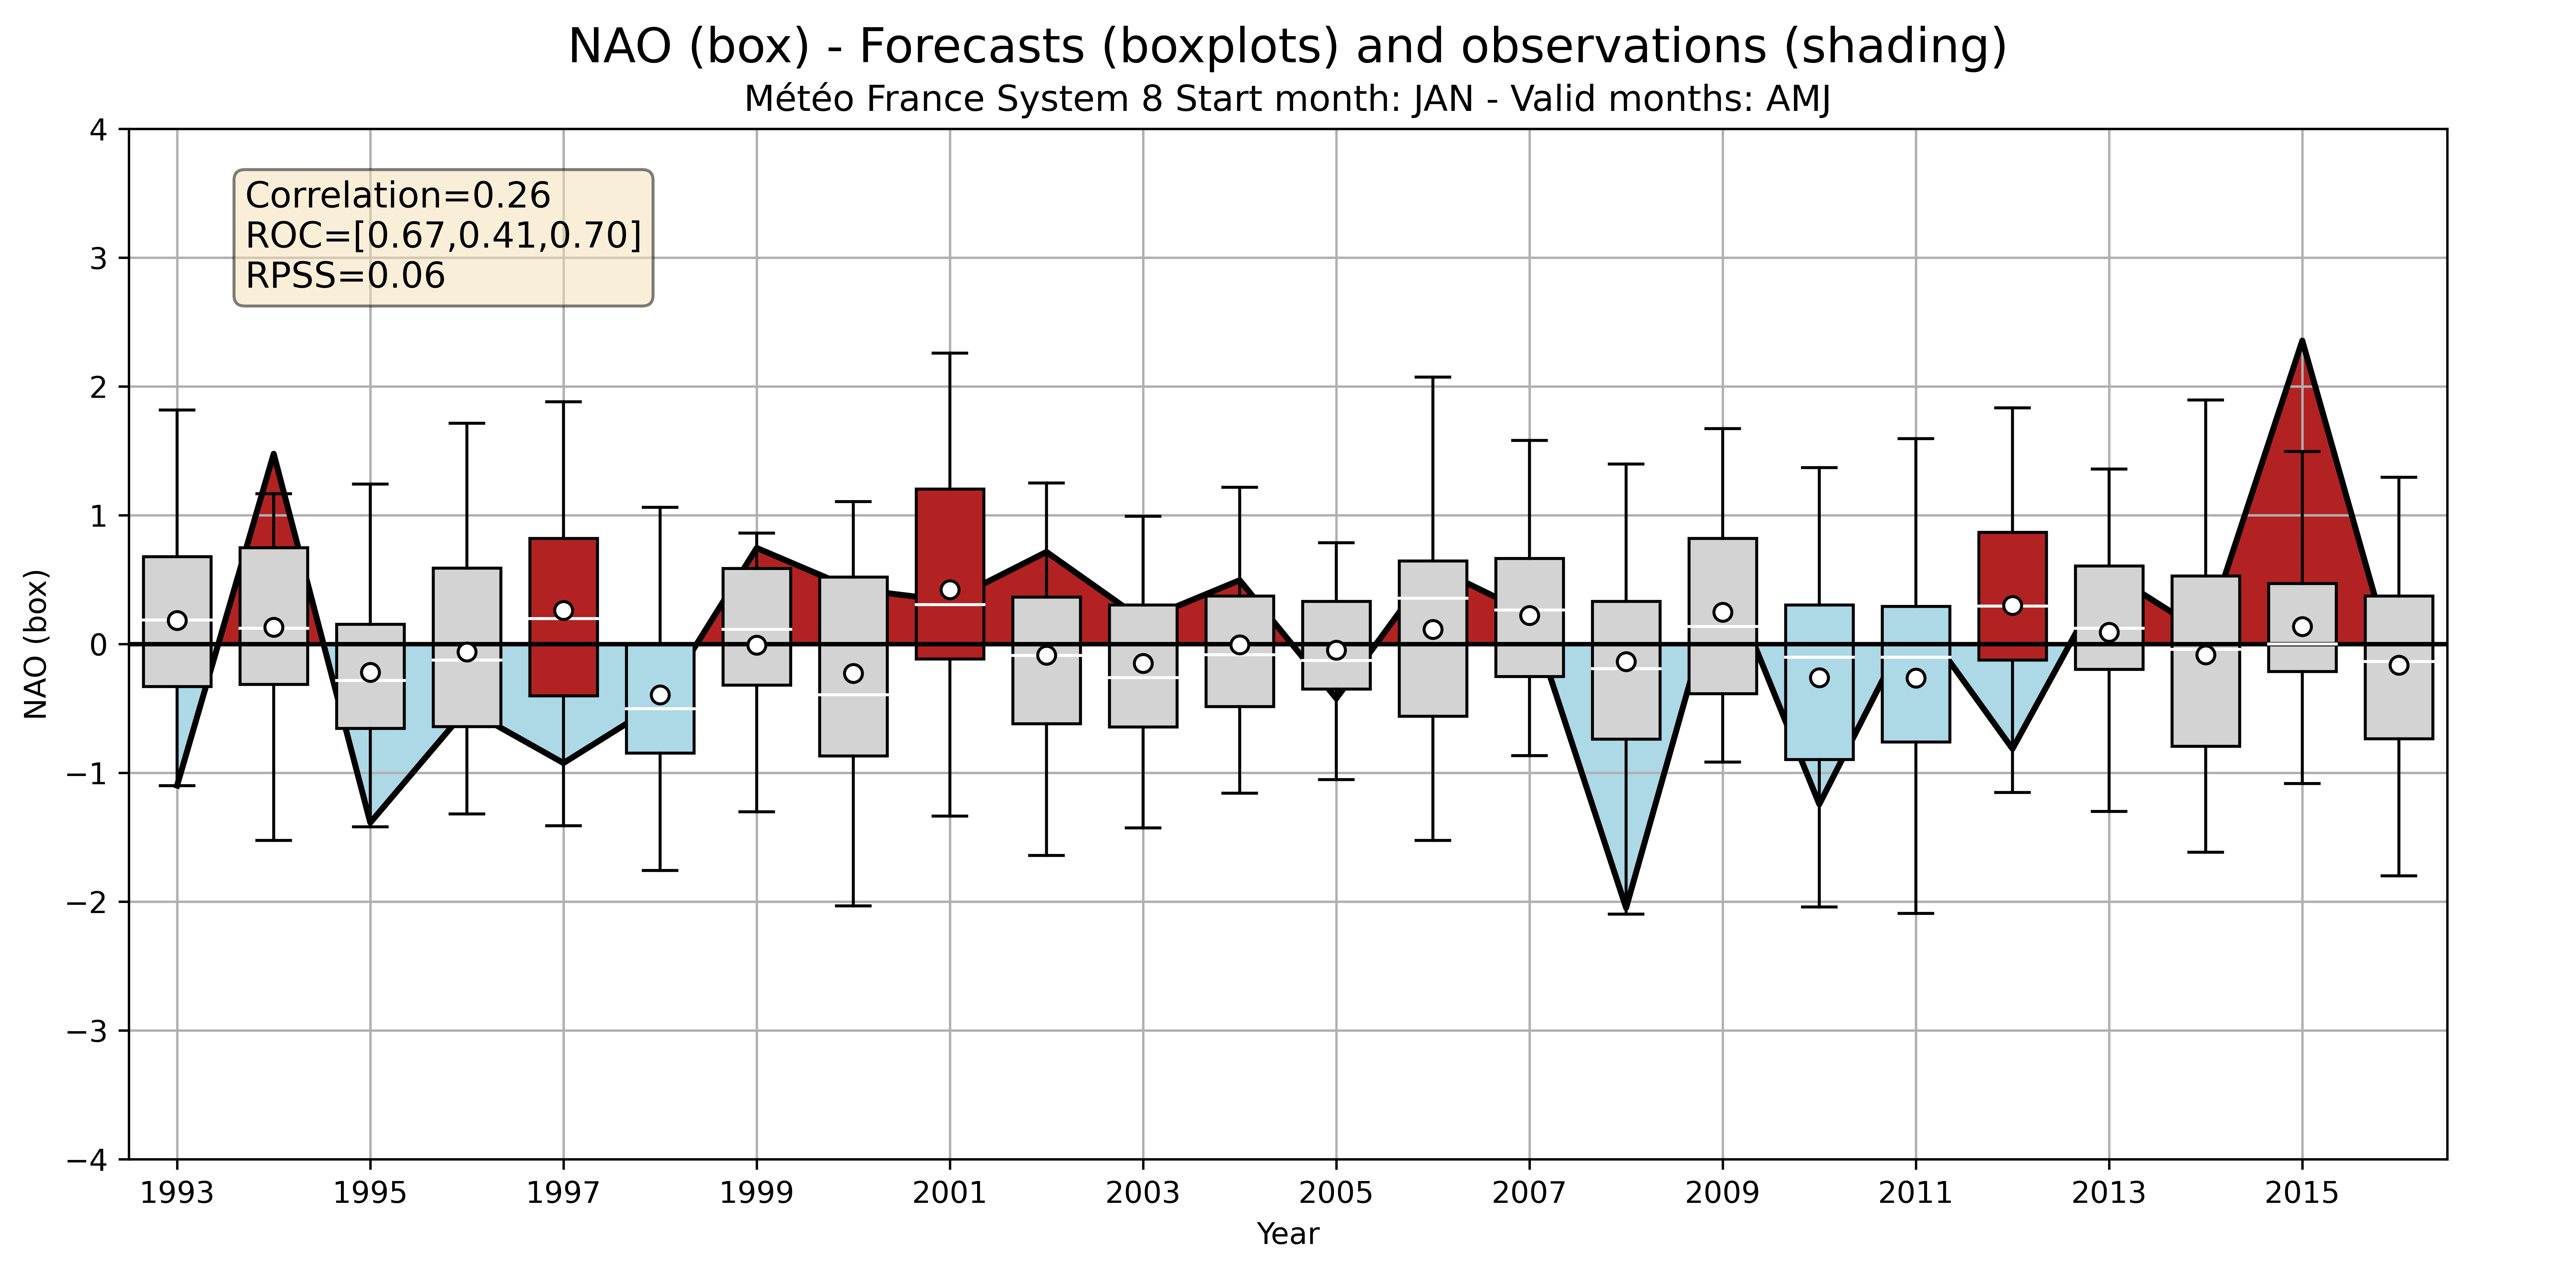 NAO (box) - Forecasts (boxplots) and observations (shading)
Météo France System 8 Start month: JAN - Valid months: AMJ
Correlation=0.26
ROC=[0.67,0.41,0.70]
RPSS=0.06
NAO (box)
4
3
2
1
0
−1
−2
−3
−4
1993 1995 1997 1999 2001 2003 2005 2007 2009 2011 2013 2015
Year